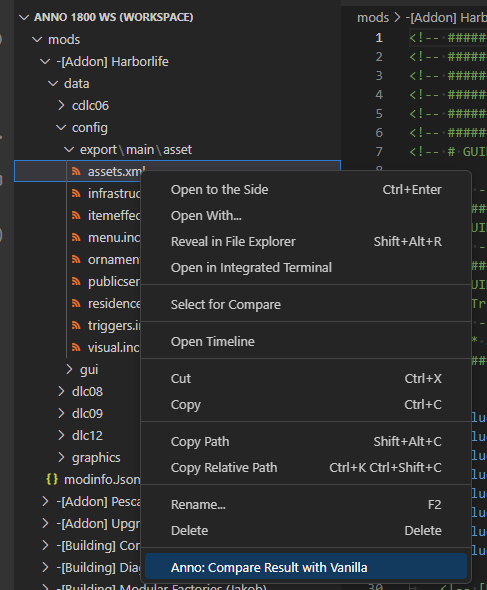 ANNO 1800 WS (WORKSPACE)
mods
-[Addon] Harborlife
data
cdlc06
config
export\main\asset
assets.xml
infrastruc
itemeffec
menu.inc
ornamen
publicser
residence
triggers.i
visual.inc
gui
dlc08
dlc09
dlc12
graphics
{} modinfo.Json
-[Addon] Pesca
-[Addon] Upgr
-[Building] Cor
-[Building] Diag
-[Building] Modular Factories (Jakob)
Open to the Side Ctrl+Enter
Open With...
Reveal in File Explorer Shift+Alt+R
Open in Integrated Terminal
Select for Compare
Open Timeline
Cut Ctrl+X
Copy Ctrl+C
Copy Path Shift+Alt+C
Copy Relative Path Ctrl+K Ctrl+Shift+C
Rename... F2
Delete Delete
Anno: Compare Result with Vanilla
mods > -[Addon] Harb
1 <!-- #####
2 <!-- #####
3 <!-- #####
4 <!-- #####
5 <!-- #####
6 <!-- #####
7 <!-- # GUI
30 <!-- [